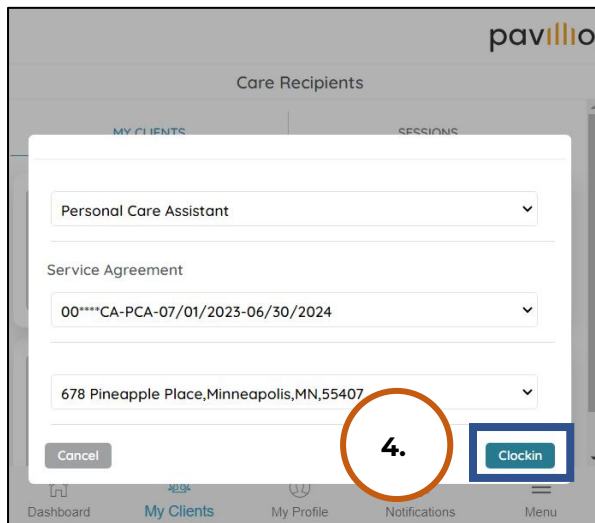 pavillio
Care Recipients
MY CLIENTS SESSIONS
Personal Care Assistant
Service Agreement
00****CA-PCA-07/01/2023-06/30/2024
678 Pineapple Place,Minneapolis,MN,55407
Cancel
4.
Clockin
Dashboard My Clients My Profile Notifications Menu